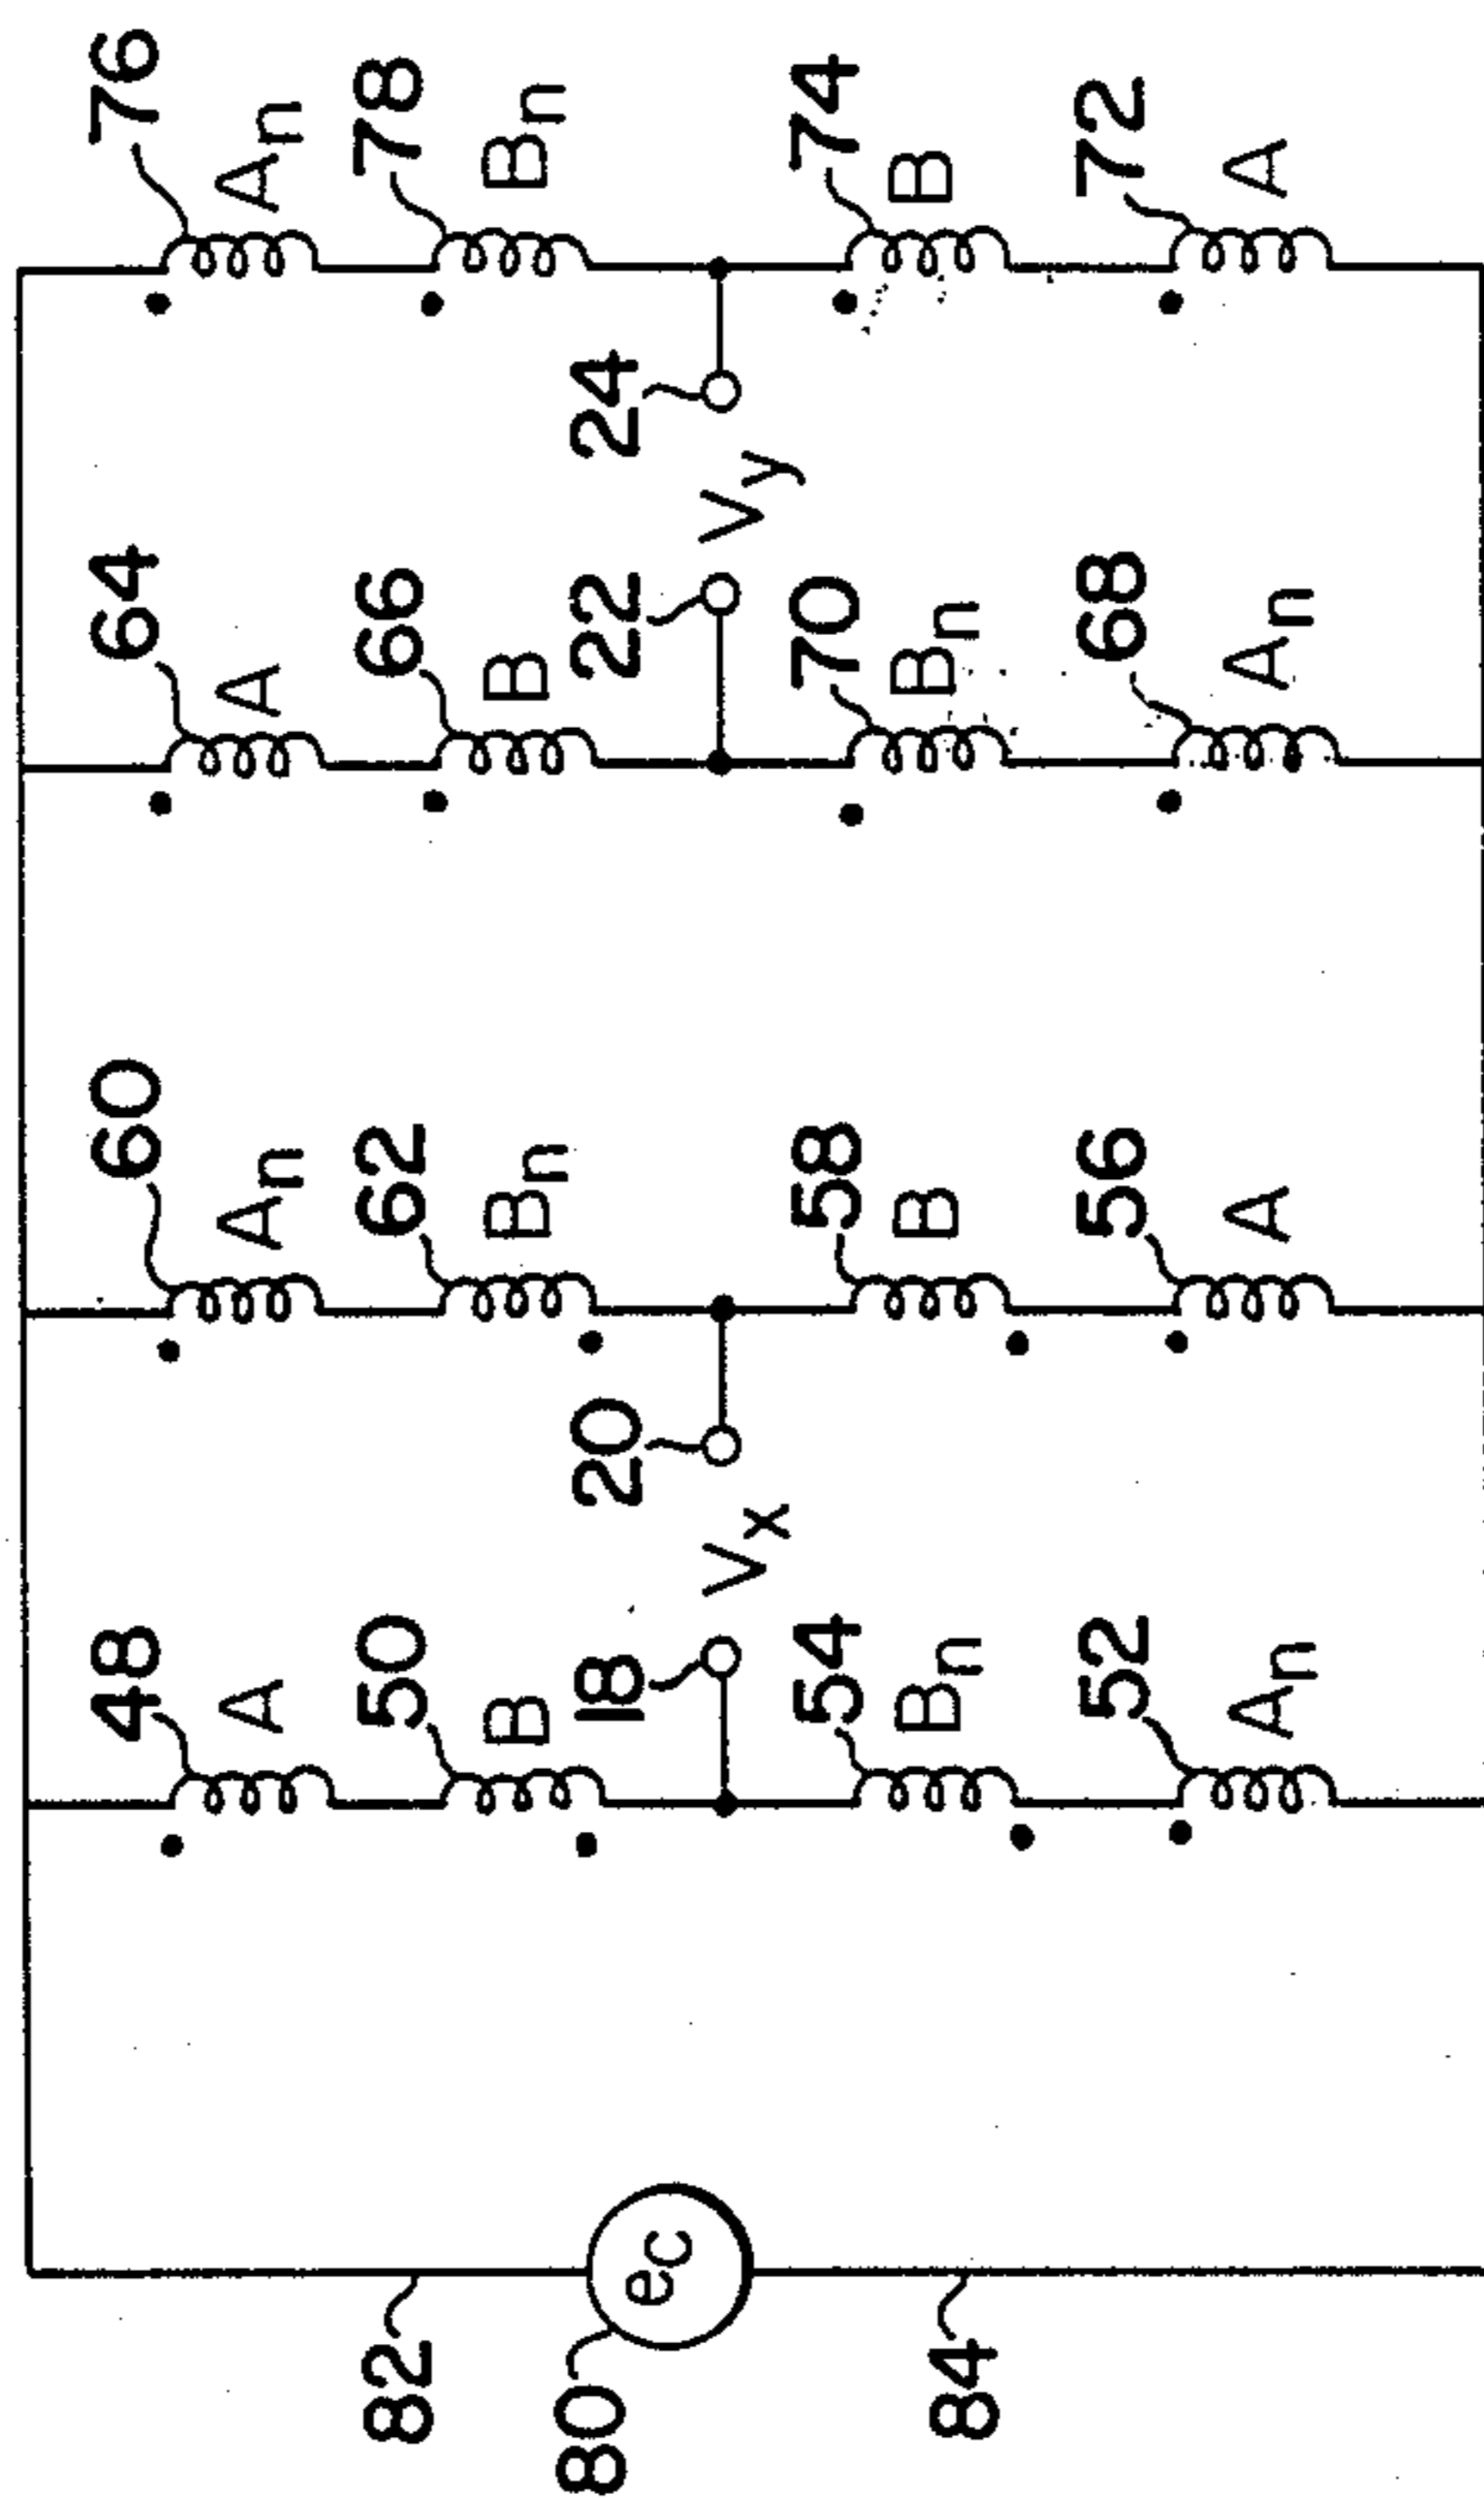 48 60 64 76
A An A An
82 50 62 66 78
B Bn B Bn
80 18 20 22 24
ec
Vx Vy
54 58 70 74
Bn B Bn B
84
52 56 68 72
An A An A